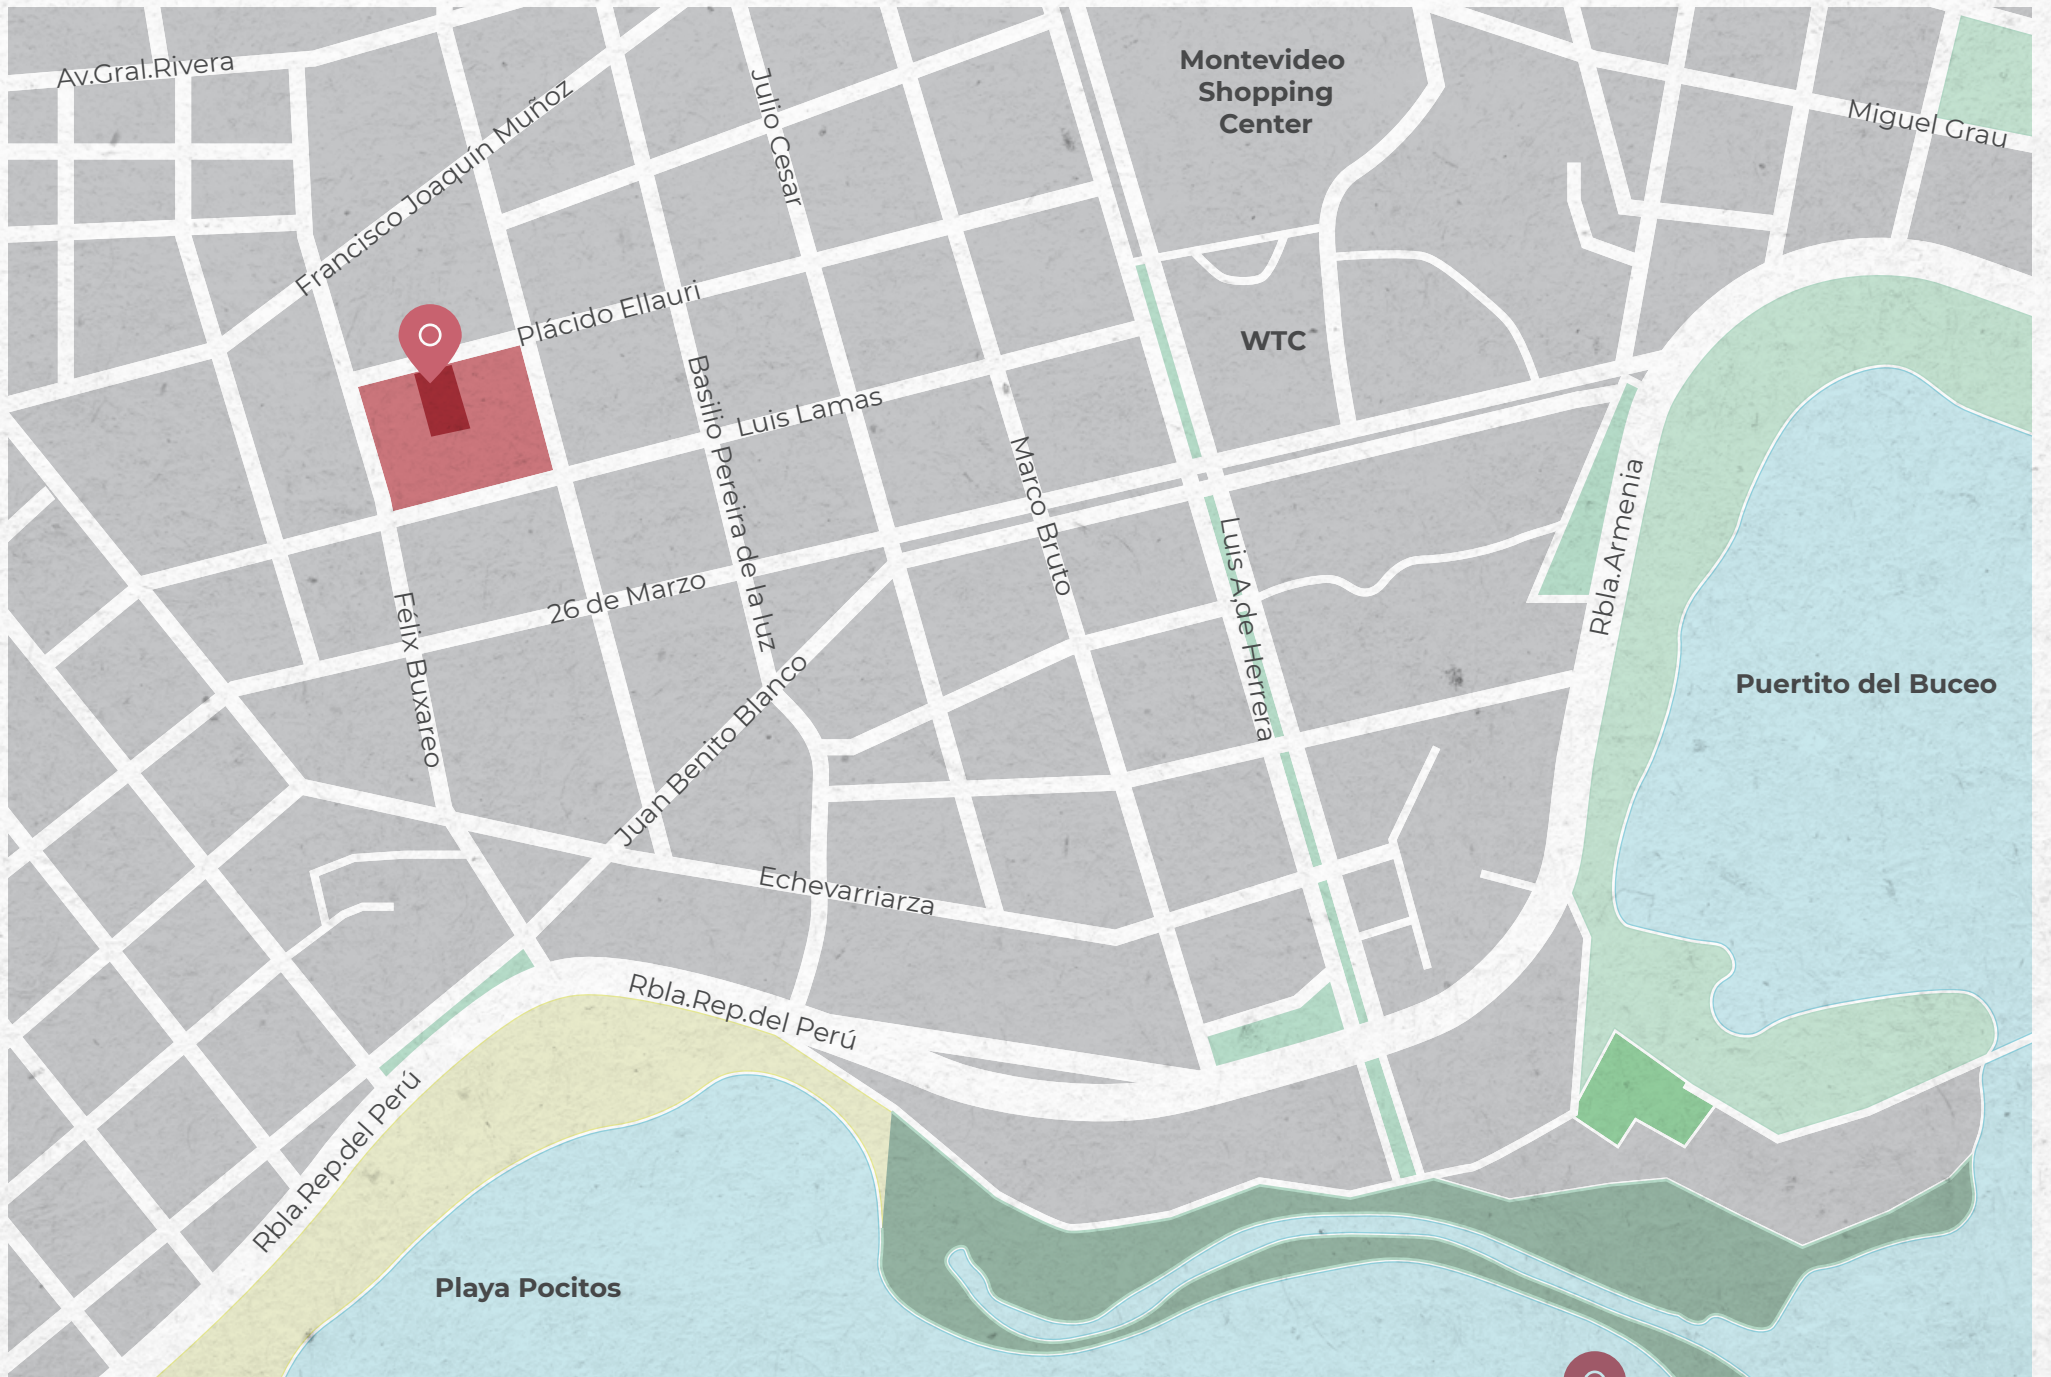 Av.Gral.Rivera
Francisco Joaquín Muñoz
Julio Cesar
Montevideo
Shopping
Center
Miguel Grau
Plácido Ellauri
WTC
Basilio Pereira de la luz
Luis Lamas
Marco Bruto
Luis A,de Herrera
Rbla.Armenia
26 de Marzo
Félix Buxareo
Juan Benito Blanco
Puertito del Buceo
Echevarriarza
Rbla.Rep.del Perú
Rbla.Rep.del Perú
Playa Pocitos